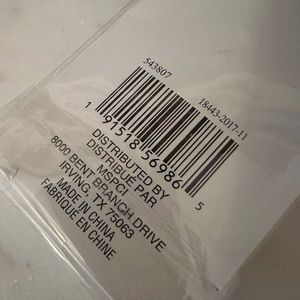 543807
18443-2017-11
1 91518 56986 5
DISTRIBUTED BY
DISTRIBUÉ PAR
MSPCI
8000 BENT BRANCH DRIVE
IRVING, TX 75063
MADE IN CHINA
FABRIQUÉ EN CHINE